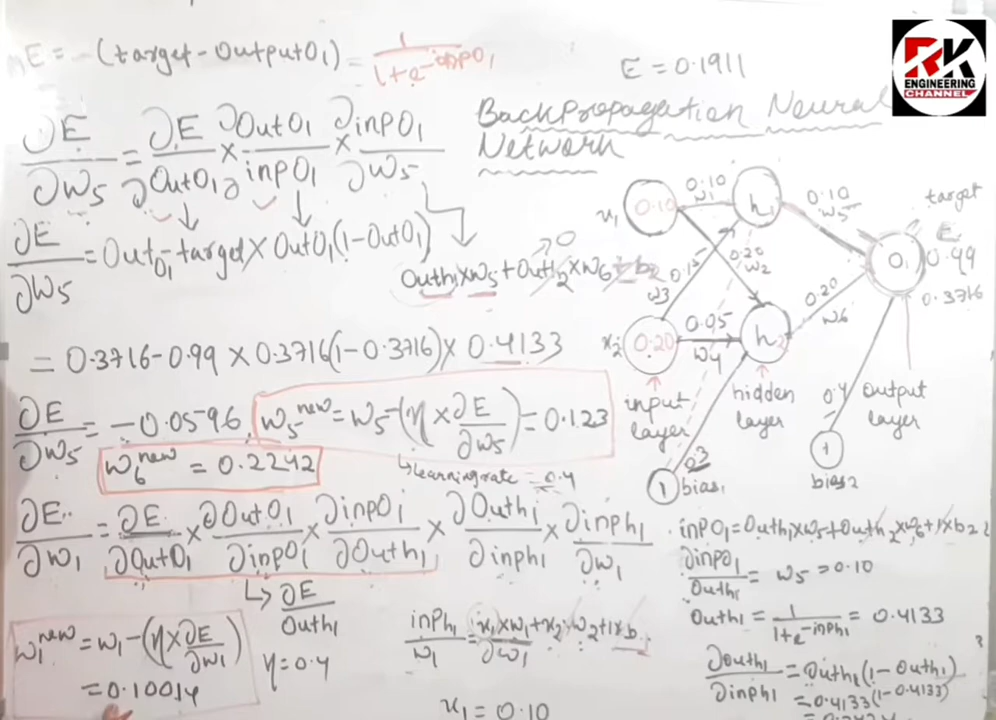 E = -(target - OutputO1) = 1/(1+e^-inpO1)
E = 0.1911
RK
ENGINEERING
CHANNEL
BackPropagation Neural
Network
∂E/∂W5 = ∂E/∂OutO1 × ∂OutO1/∂inpO1 × ∂inpO1/∂W5
∂E/∂W5 = OutO1 - target × OutO1(1-OutO1)
Outh1×W5 + Outh2×W6 + b2
0
= 0.3716-0.99 × 0.3716(1-0.3716) × 0.4133
∂E/∂W5 = -0.0596, W5^new = W5 - (η × ∂E/∂W5) = 0.123
W6^new = 0.2242
↳ learning rate = 0.4
∂E/∂W1 = ∂E/∂OutO1 × ∂OutO1/∂inpO1 × ∂inpO1/∂Outh1 × ∂Outh1/∂inph1 × ∂inph1/∂W1
↳ ∂E/Outh1
W1^new = W1 - (η × ∂E/∂W1)
= 0.10014
η = 0.4
inph1/W1 = x1×W1 + x2×W2 + 1×b1/∂W1
x1 = 0.10
x1
0.10
0.10
W1
h1
0.10
W5
target
E
0.20
W2
0.15
W3
O1
0.99
0.3716
x2
0.20
0.05
W4
h2
0.20
W6
input
layer
hidden
layer
0.4
output
layer
0.3
1
bias1
1
bias2
inpO1 = Outh1×W5 + Outh2×W6 + 1×b2
∂inpO1/Outh1 = W5 = 0.10
Outh1 = 1/(1+e^-inph1) = 0.4133
∂Outh1/∂inph1 = Outh1(1-Outh1)
= 0.4133(1-0.4133)